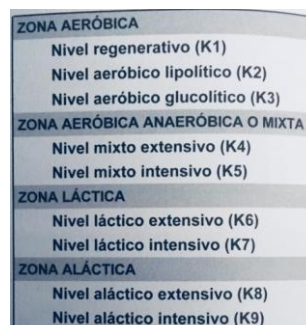 ZONA AERÓBICA
Nivel regenerativo (K1)
Nivel aeróbico lipolítico (K2)
Nivel aeróbico glucolítico (K3)
ZONA AERÓBICA ANAERÓBICA O MIXTA
Nivel mixto extensivo (K4)
Nivel mixto intensivo (K5)
ZONA LÁCTICA
Nivel láctico extensivo (K6)
Nivel láctico intensivo (K7)
ZONA ALÁCTICA
Nivel aláctico extensivo (K8)
Nivel aláctico intensivo (K9)